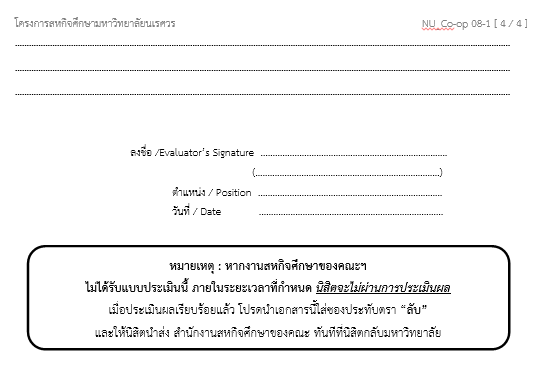 โครงการสหกิจศึกษามหาวิทยาลัยนเรศวร NU_Co-op 08-1 [ 4 / 4 ]
................................................................................
................................................................................
................................................................................
ลงชื่อ /Evaluator's Signature ............................................................
(............................................................)
ตำแหน่ง / Position ............................................................
วันที่ / Date ............................................................
หมายเหตุ : หากงานสหกิจศึกษาของคณะฯ
ไม่ได้รับแบบประเมินนี้ ภายในระยะเวลาที่กำหนด นิสิตจะไม่ผ่านการประเมินผล
เมื่อประเมินผลเรียบร้อยแล้ว โปรดนำเอกสารนี้ใส่ซองประทับตรา “ลับ”
และให้นิสิตนำส่ง สำนักงานสหกิจศึกษาของคณะ ทันทีที่นิสิตกลับมหาวิทยาลัย